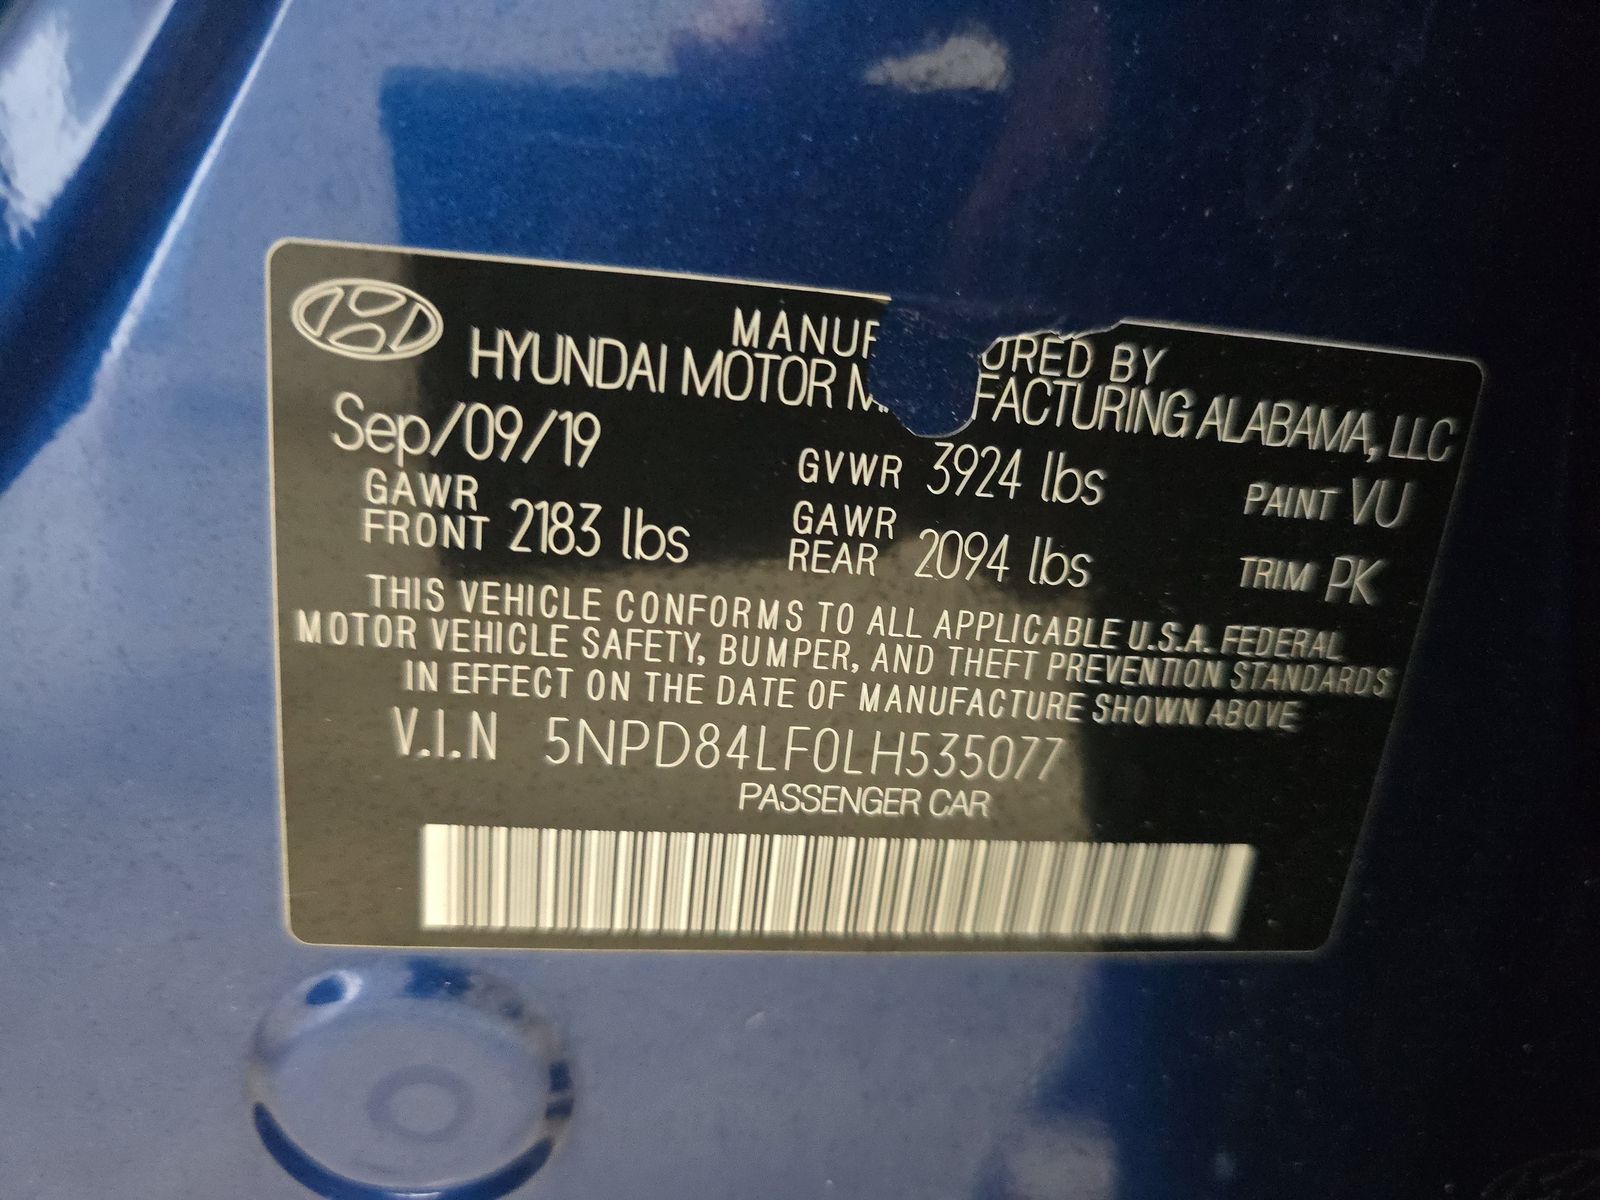 MANUF URED BY
HYUNDAI MOTOR M FACTURING ALABAMA, LLC
Sep/09/19 GVWR 3924 lbs PAINT VU
GAWR FRONT 2183 lbs GAWR REAR 2094 lbs TRIM PK
THIS VEHICLE CONFORMS TO ALL APPLICABLE U.S.A. FEDERAL
MOTOR VEHICLE SAFETY, BUMPER, AND THEFT PREVENTION STANDARDS
IN EFFECT ON THE DATE OF MANUFACTURE SHOWN ABOVE
V.I.N 5NPD84LF0LH535077
PASSENGER CAR